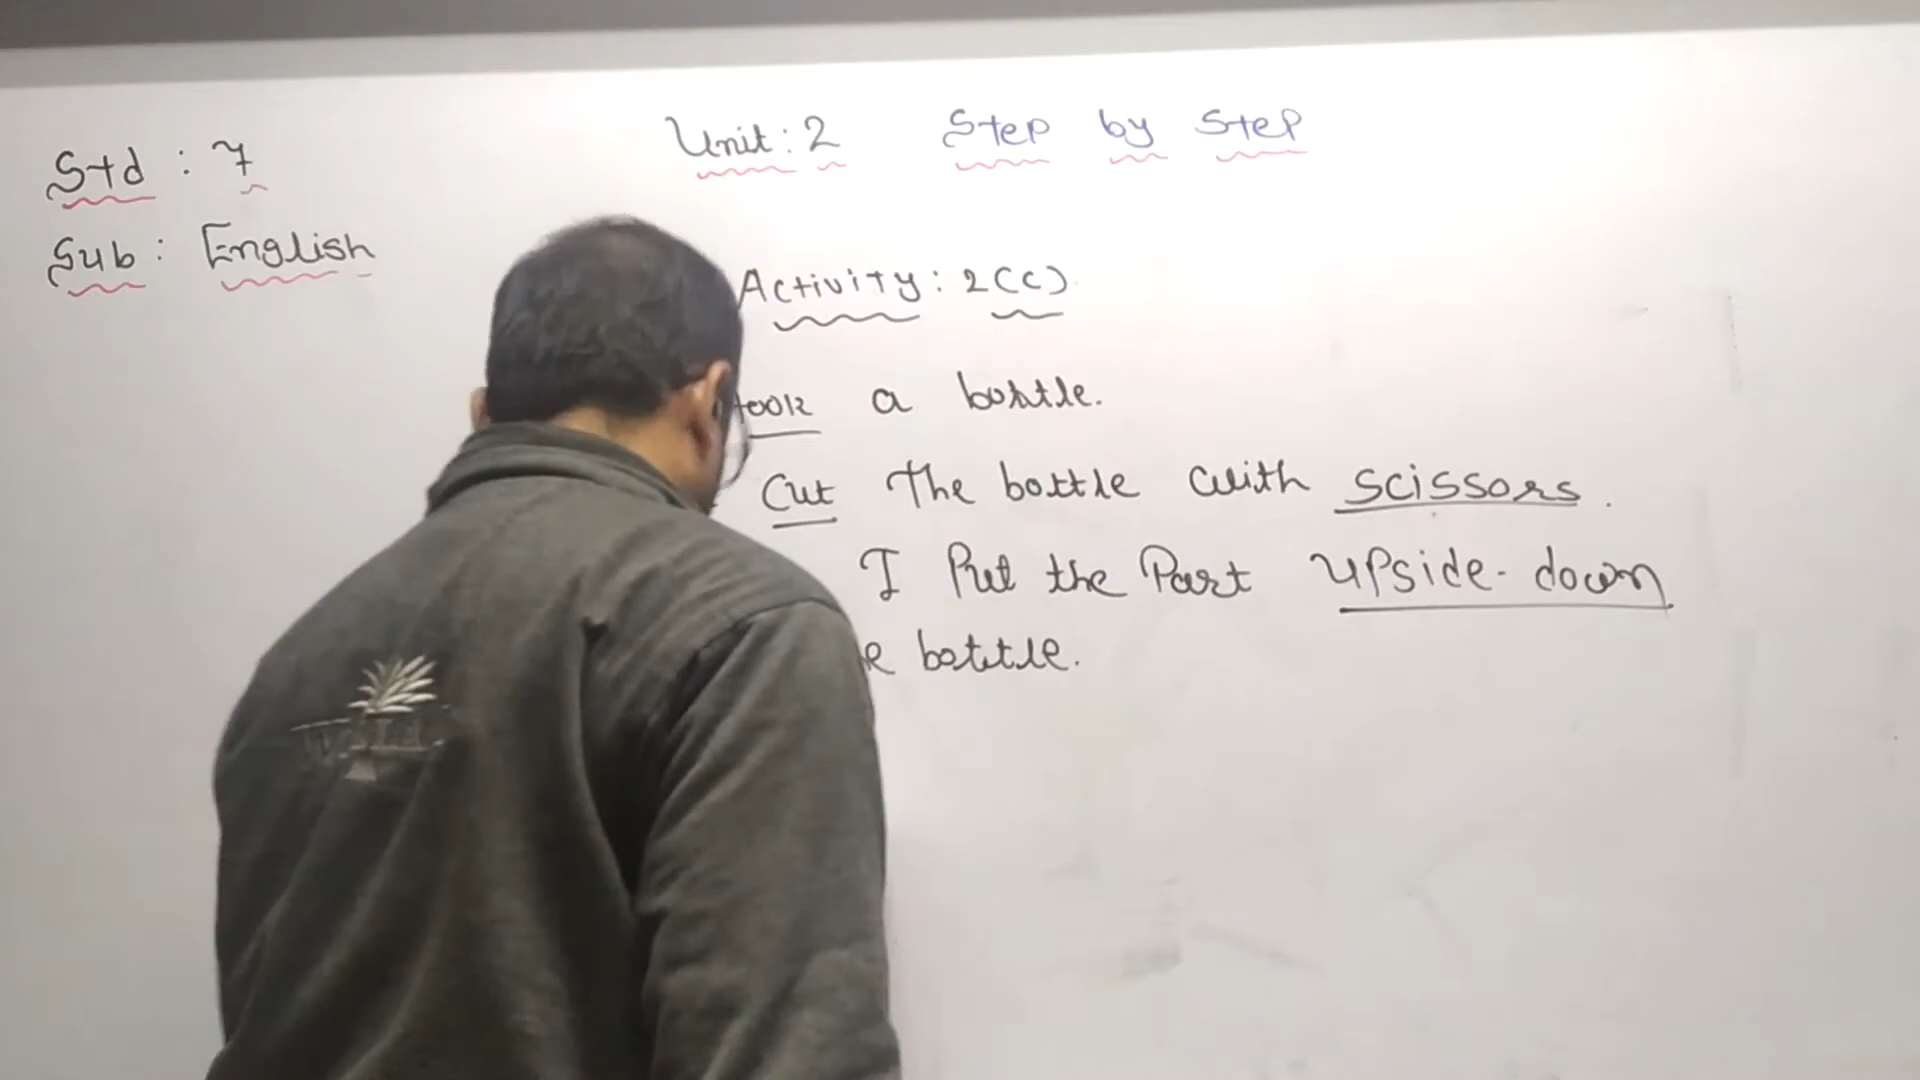 Std : 7
Unit : 2 Step by Step
Sub : English
Activity : 2(C)
took a bottle.
Cut the bottle with scissors.
I Put the Part upside-down
bottle.